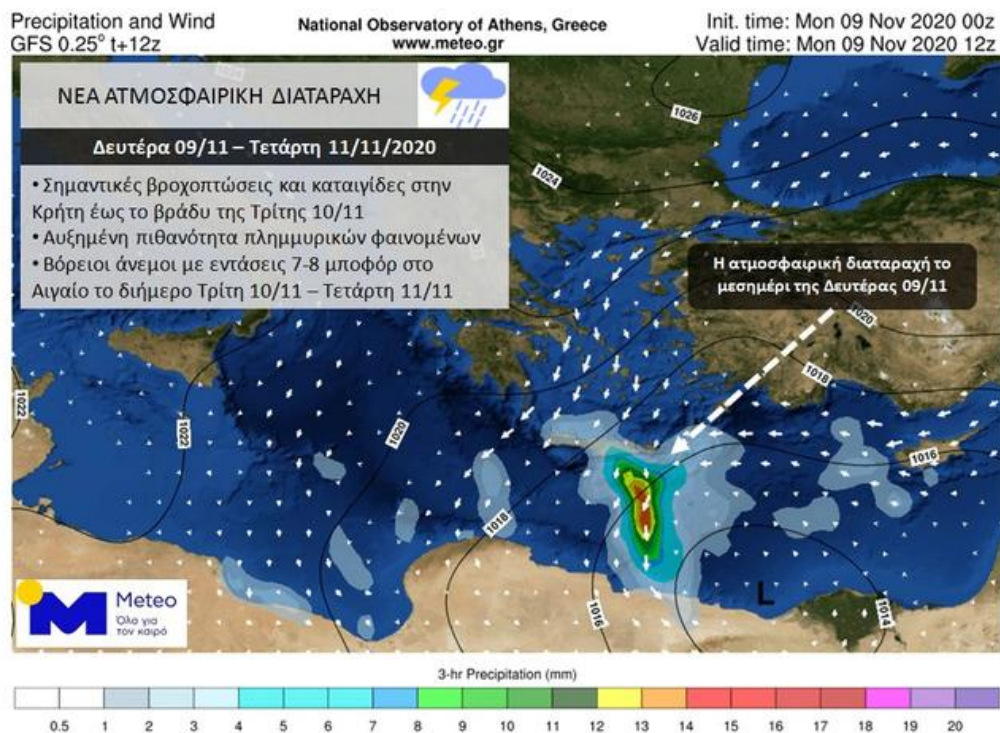 Precipitation and Wind
GFS 0.25° t+12z
National Observatory of Athens, Greece
www.meteo.gr
Init. time: Mon 09 Nov 2020 00z
Valid time: Mon 09 Nov 2020 12z
ΝΕΑ ΑΤΜΟΣΦΑΙΡΙΚΗ ΔΙΑΤΑΡΑΧΗ
Δευτέρα 09/11 – Τετάρτη 11/11/2020
• Σημαντικές βροχοπτώσεις και καταιγίδες στην
Κρήτη έως το βράδυ της Τρίτης 10/11
• Αυξημένη πιθανότητα πλημμυρικών φαινομένων
• Βόρειοι άνεμοι με εντάσεις 7-8 μποφόρ στο
Αιγαίο το διήμερο Τρίτη 10/11 – Τετάρτη 11/11
1026
1024
Η ατμοσφαιρική διαταραχή το
μεσημέρι της Δευτέρας 09/11
1020
1018
1022
1022
1020
1016
1018
L
1016
1014
Meteo
Όλα για
τον καιρό
3-hr Precipitation (mm)
0.5 1 2 3 4 5 6 7 8 9 10 11 12 13 14 15 16 17 18 19 20